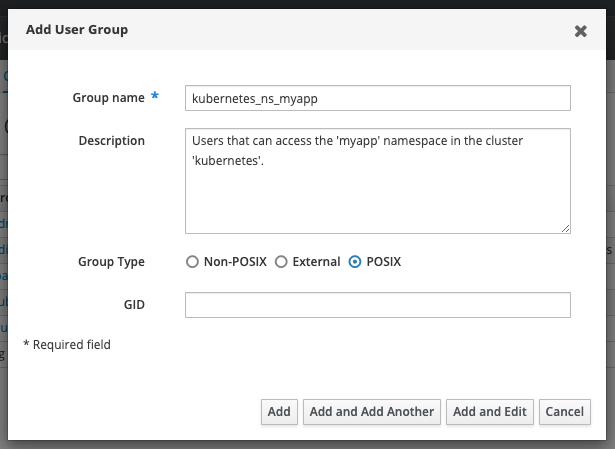 Add User Group
Group name *
kubernetes_ns_myapp
Description
Users that can access the 'myapp' namespace in the cluster
'kubernetes'.
Group Type
Non-POSIX External POSIX
GID
* Required field
Add Add and Add Another Add and Edit Cancel